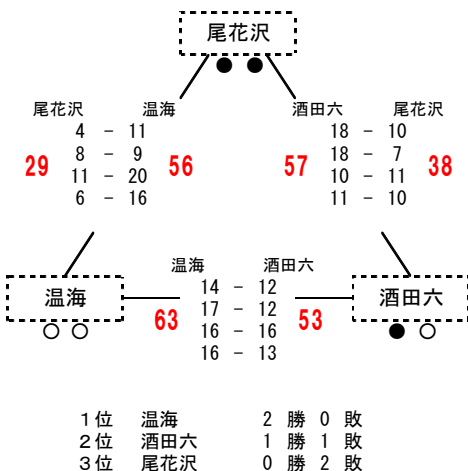 尾花沢
●●
尾花沢 温海
4 － 11
8 － 9
11 － 20
6 － 16
29 56
酒田六 尾花沢
18 － 10
18 － 7
10 － 11
11 － 10
57 38
温海
○○
温海 酒田六
14 － 12
17 － 12
16 － 16
16 － 13
63 53
酒田六
●○
1位 温海 2 勝 0 敗
2位 酒田六 1 勝 1 敗
3位 尾花沢 0 勝 2 敗